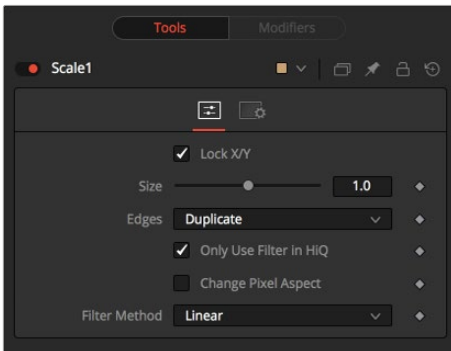 Tools Modifiers
Scale1
Lock X/Y
Size 1.0
Edges Duplicate
Only Use Filter in HiQ
Change Pixel Aspect
Filter Method Linear